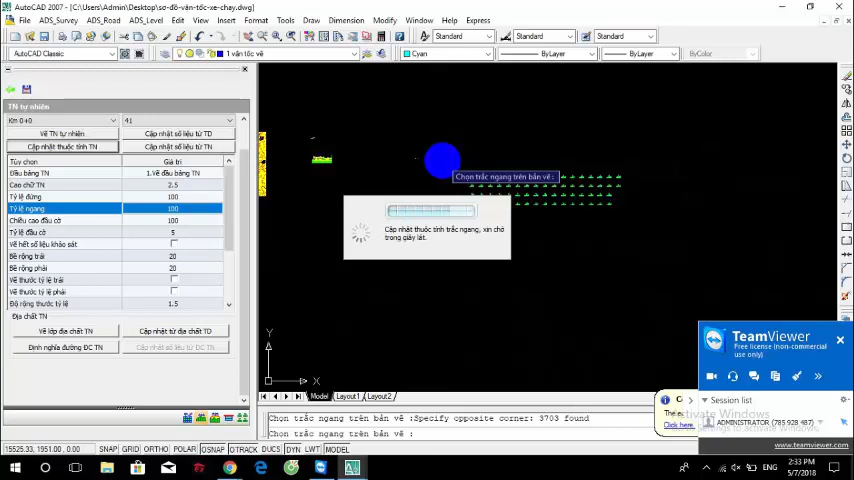 AutoCAD 2007 - [C:\Users\Admin\Desktop\sơ-đồ-vân-tốc-xe-chạy.dwg]
File ADS_Survey ADS_Road ADS_Level Edit View Insert Format Tools Draw Dimension Modify Window Help Express
Standard Standard Standard
AutoCAD Classic 1 ván tốc vẽ Cyan ByLayer ByLayer ByColor
TN tự nhiên
Km 0+0 41
Vẽ TN tự nhiên Cập nhật số liệu từ TD
Cập nhật thuộc tính TN Cập nhật số liệu từ TN
Tùy chọn Giá trị
Đầu bảng TN 1.Vẽ đầu bảng TN
Cao chữ TN 2.5
Tỷ lệ đứng 100
Tỷ lệ ngang 100
Chiều cao đầu cờ 100
Tỷ lệ đầu cờ 5
Vẽ hết số liệu khảo sát
Bề rộng trái 20
Bề rộng phải 20
Vẽ thước tỷ lệ trái
Vẽ thước tỷ lệ phải
Độ rộng thước tỷ lệ 1.5
Địa chất TN
Vẽ lớp địa chất TN Cập nhật từ địa chất TD
Định nghĩa đường ĐC TN Cập nhật số liệu từ ĐC TN
Chọn trắc ngang trên bản vẽ :
Cập nhật thuộc tính trắc ngang, xin chờ
trong giây lát.
Y
X
Model Layout1 Layout2
Chọn trắc ngang trên bản vẽ :Specify opposite corner: 3703 found
Chọn trắc ngang trên bản vẽ :
15525.33, 1951.00 , 0.00 SNAP GRID ORTHO POLAR OSNAP OTRACK DUCS DYN LWT MODEL
TeamViewer
Free license (non-commercial
use only)
Session list
ADMINISTRATOR (785 928 487)
www.teamviewer.com
Click here
Activate Windows
ENG
2:33 PM
5/7/2018